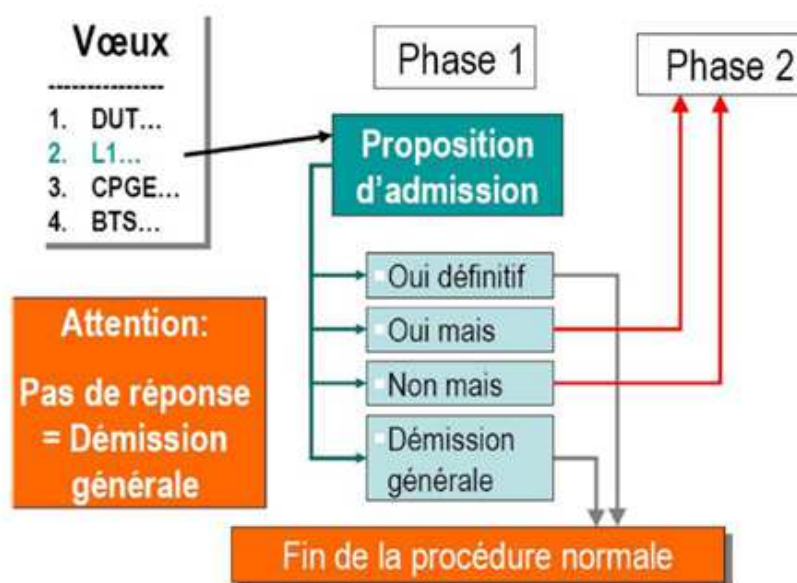 Vœux
---------------
1. DUT...
2. L1...
3. CPGE...
4. BTS...
Phase 1
Phase 2
Proposition
d’admission
Oui définitif
Oui mais
Non mais
Démission
générale
Attention:
Pas de réponse
= Démission
générale
Fin de la procédure normale